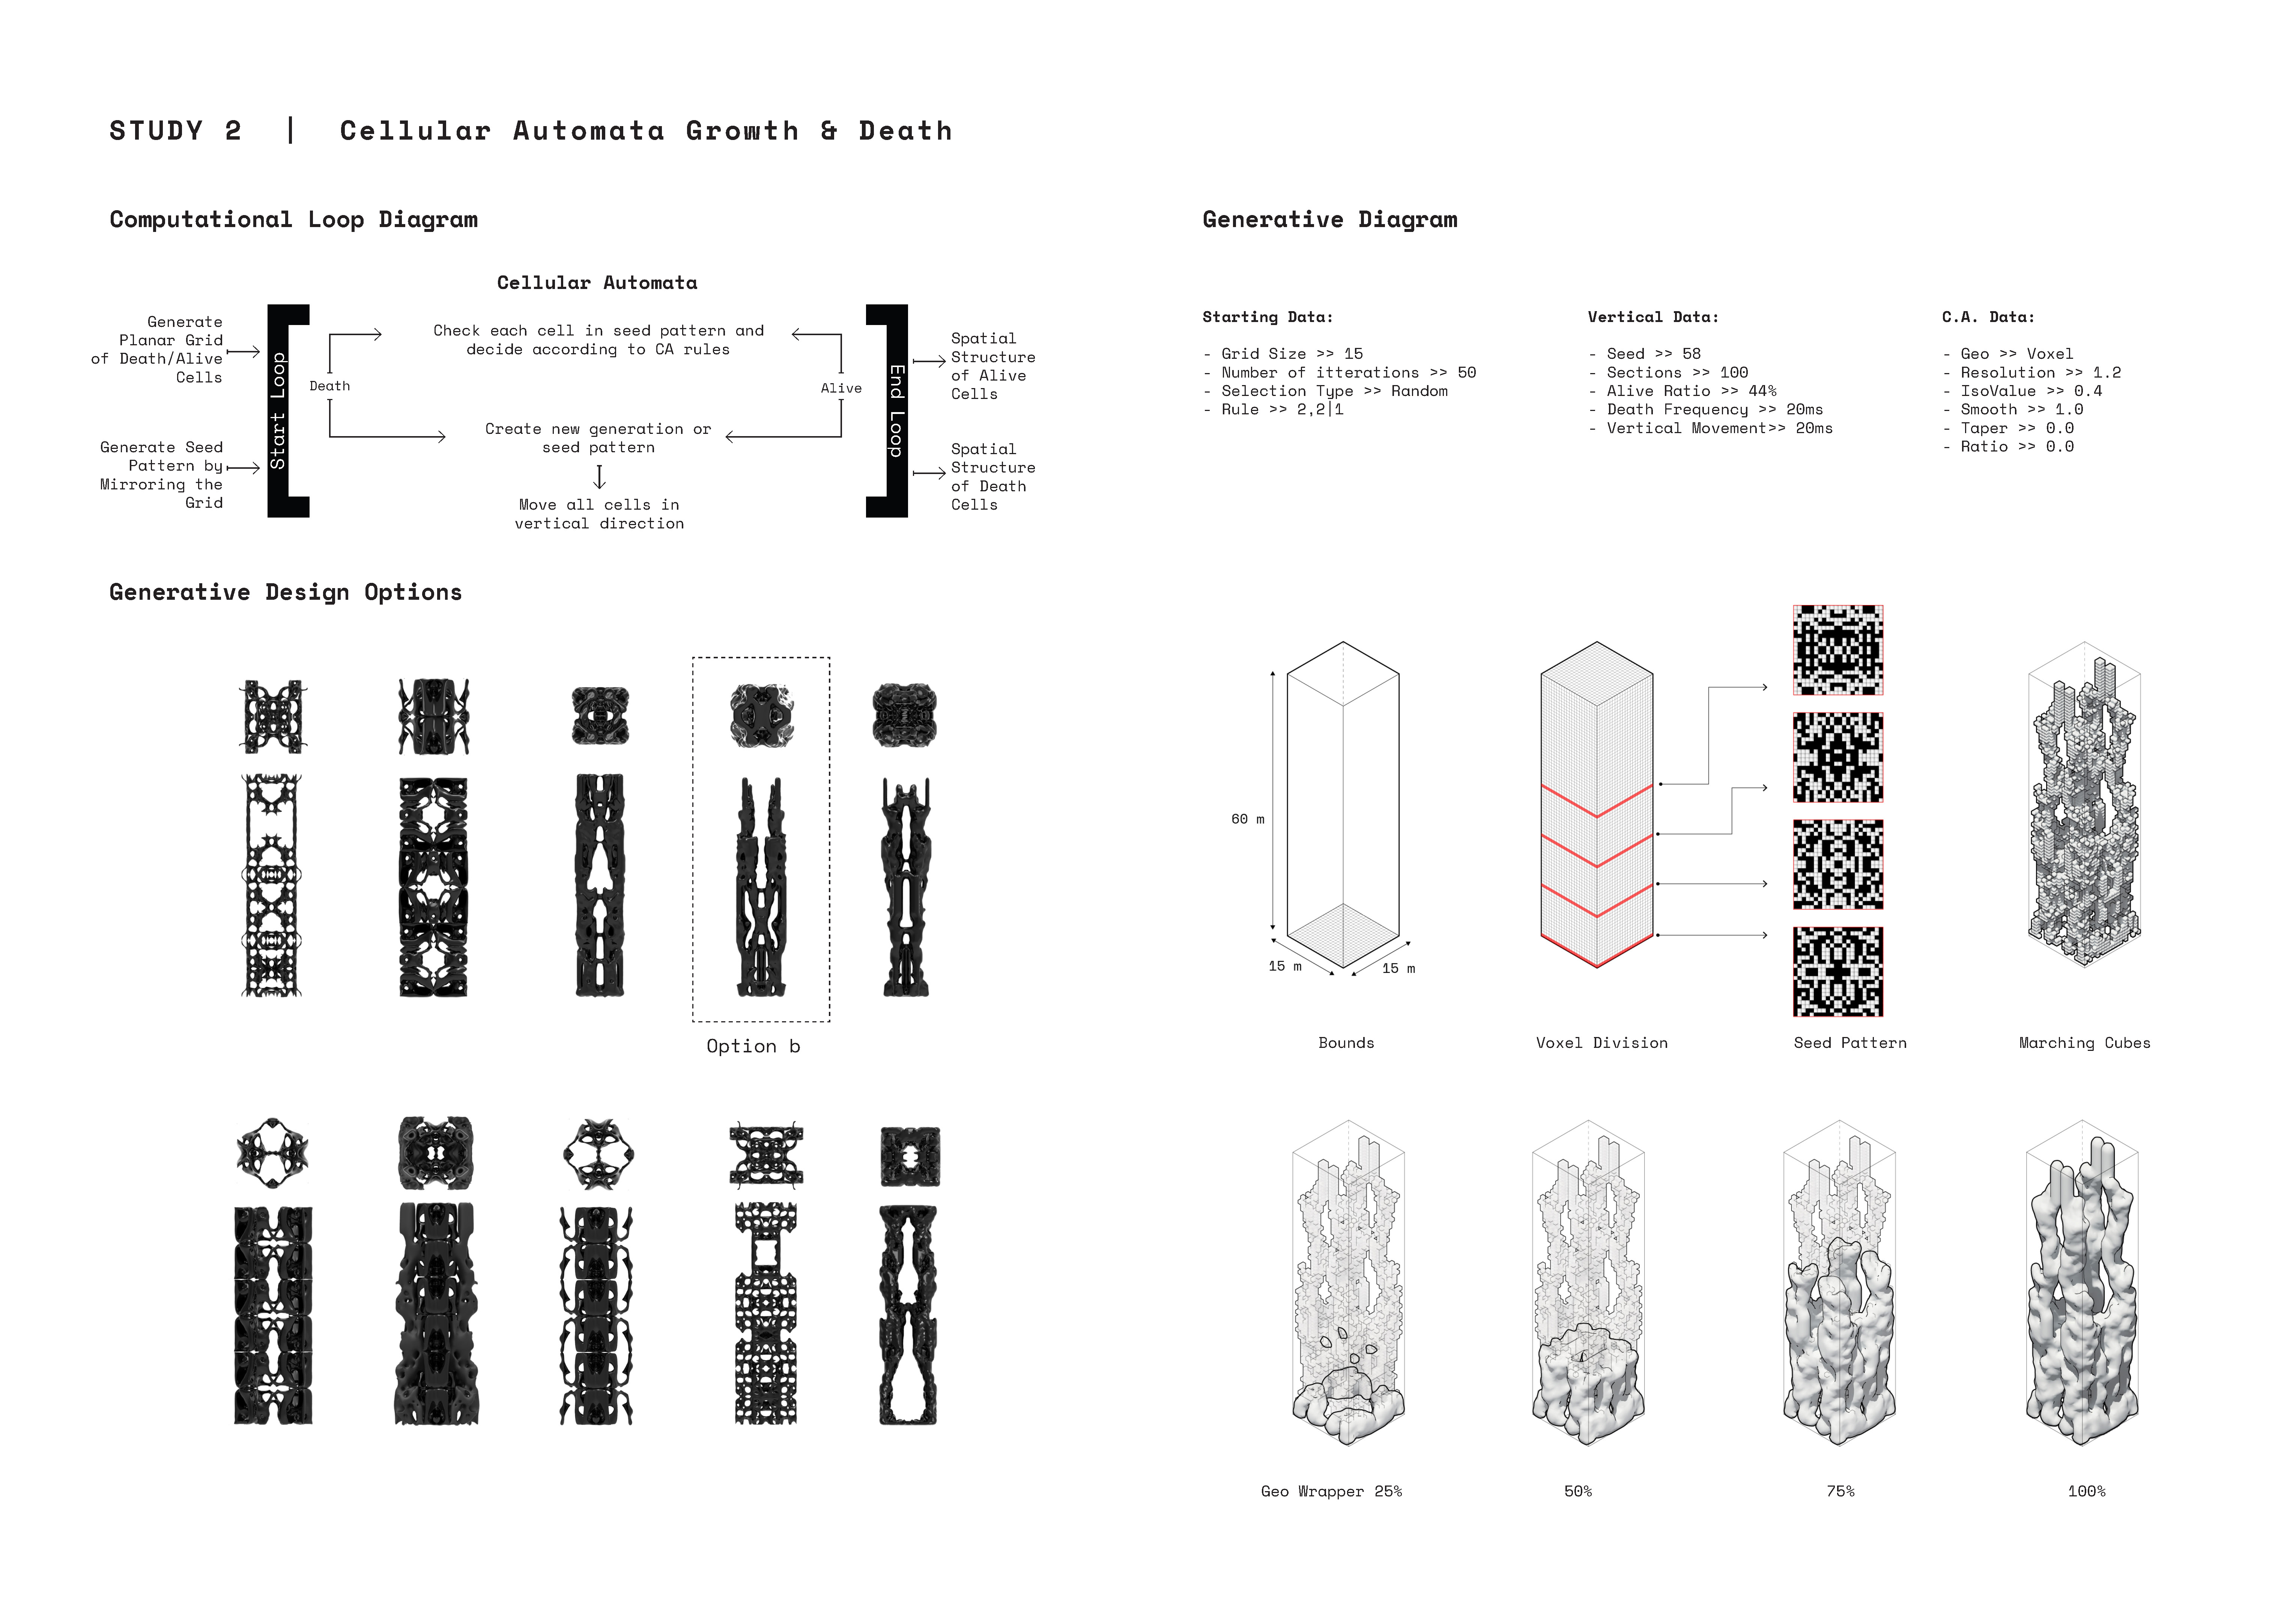 STUDY 2 | Cellular Automata Growth & Death
Computational Loop Diagram
Cellular Automata
Generate
Planar Grid
of Death/Alive
Cells
Generate Seed
Pattern by
Mirroring the
Grid
Start Loop
Death
Check each cell in seed pattern and
decide according to CA rules
Create new generation or
seed pattern
Move all cells in
vertical direction
Alive
End Loop
Spatial
Structure
of Alive
Cells
Spatial
Structure
of Death
Cells
Generative Design Options
Option b
Generative Diagram
Starting Data:
- Grid Size >> 15
- Number of itterations >> 50
- Selection Type >> Random
- Rule >> 2,2|1
Vertical Data:
- Seed >> 58
- Sections >> 100
- Alive Ratio >> 44%
- Death Frequency >> 20ms
- Vertical Movement>> 20ms
C.A. Data:
- Geo >> Voxel
- Resolution >> 1.2
- IsoValue >> 0.4
- Smooth >> 1.0
- Taper >> 0.0
- Ratio >> 0.0
60 m
15 m
15 m
Bounds
Voxel Division
Seed Pattern
Marching Cubes
Geo Wrapper 25%
50%
75%
100%